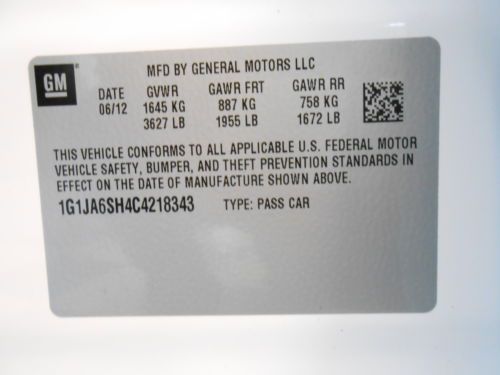 GM
MFD BY GENERAL MOTORS LLC
DATE GVWR GAWR FRT GAWR RR
06/12 1645 KG 887 KG 758 KG
3627 LB 1955 LB 1672 LB
THIS VEHICLE CONFORMS TO ALL APPLICABLE U.S. FEDERAL MOTOR
VEHICLE SAFETY, BUMPER, AND THEFT PREVENTION STANDARDS IN
EFFECT ON THE DATE OF MANUFACTURE SHOWN ABOVE.
1G1JA6SH4C4218343 TYPE: PASS CAR